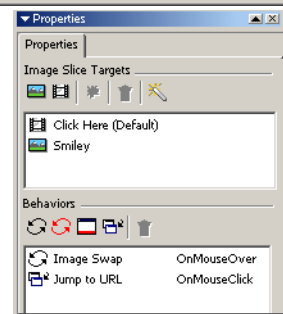 Properties
Properties
Image Slice Targets
Click Here (Default)
Smiley
Behaviors
Image Swap OnMouseOver
Jump to URL OnMouseClick